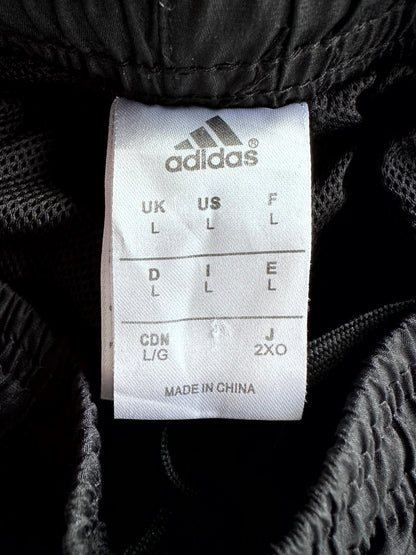 adidas®
UK US F
L L L
D I E
L L L
CDN J
L/G 2XO
MADE IN CHINA